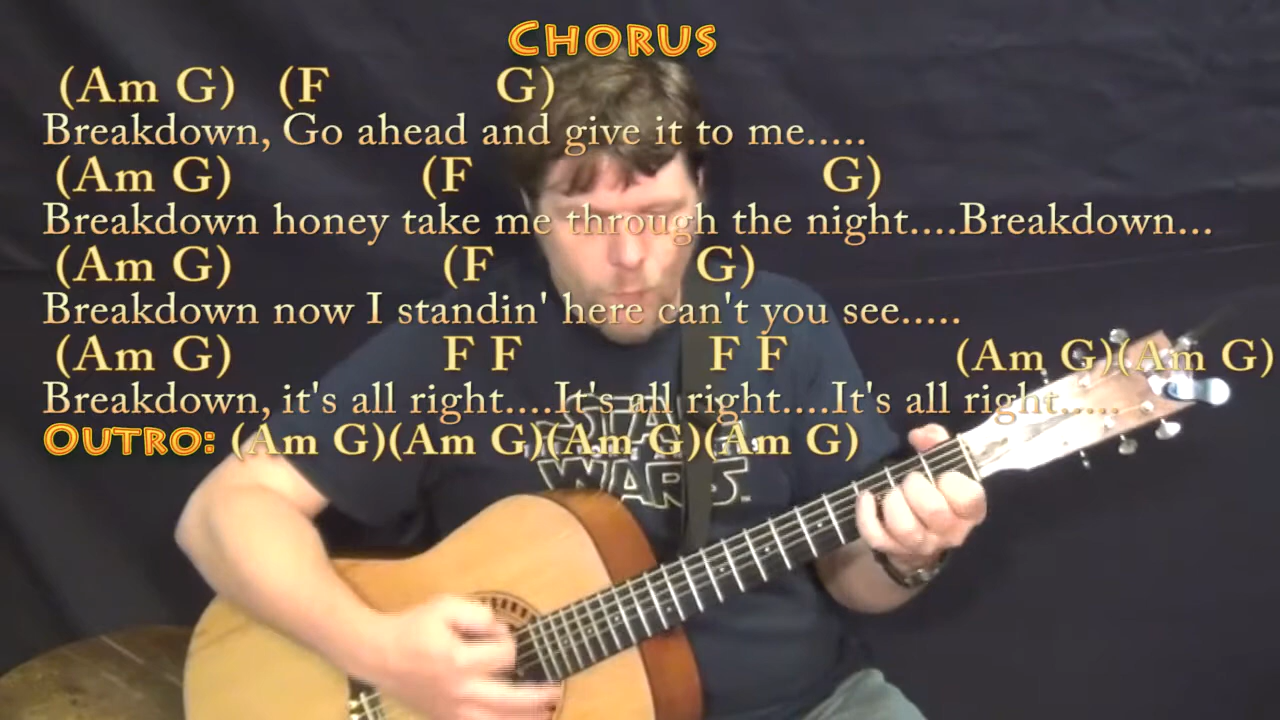 CHORUS
(Am G) (F G)
Breakdown, Go ahead and give it to me.....
(Am G) (F G)
Breakdown honey take me through the night....Breakdown...
(Am G) (F G)
Breakdown now I standin' here can't you see.....
(Am G) F F F F (Am G)(Am G)
Breakdown, it's all right....It's all right....It's all right.....
OUTRO: (Am G)(Am G)(Am G)(Am G)
STAR
WARS